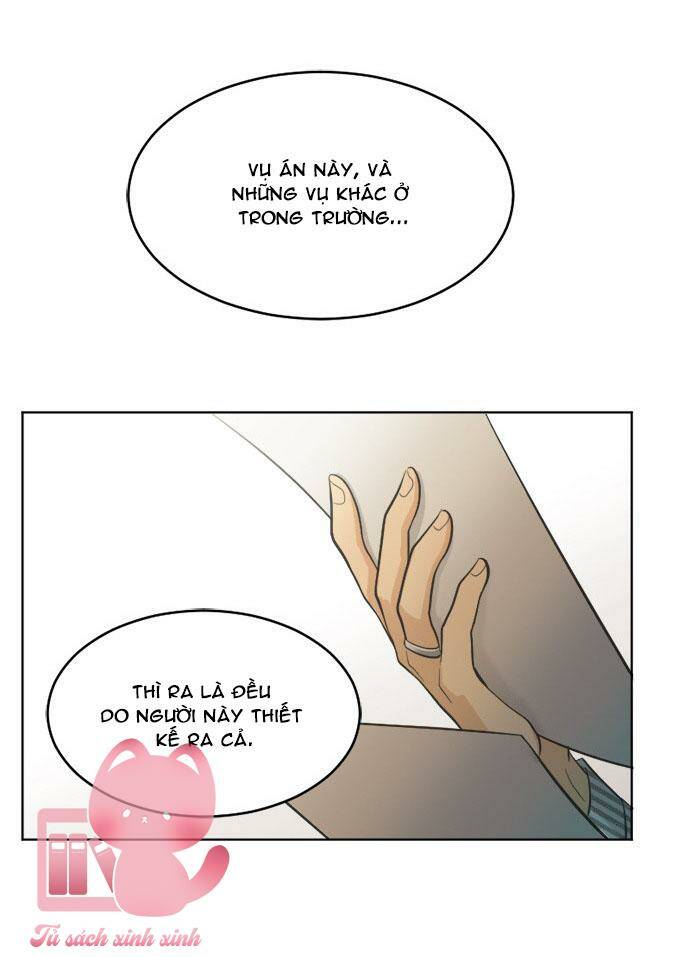 VỤ ÁN NÀY, VÀ
NHỮNG VỤ KHÁC Ở
TRONG TRƯỜNG...
THÌ RA LÀ ĐỀU
DO NGƯỜI NÀY THIẾT
KẾ RA CẢ.
Tủ sách xinh xinh